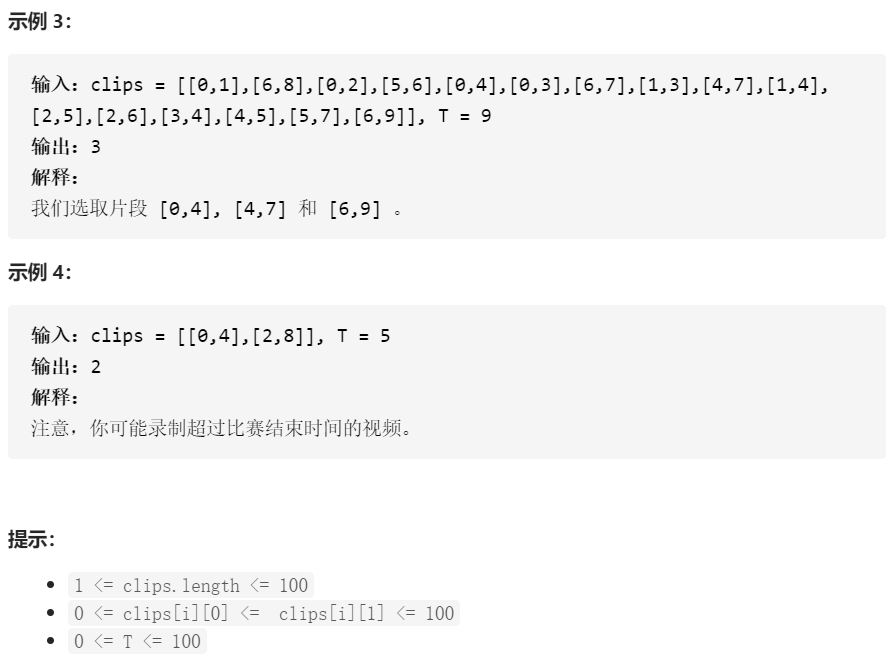 示例 3：
输入：clips = [[0,1],[6,8],[0,2],[5,6],[0,4],[0,3],[6,7],[1,3],[4,7],[1,4],
[2,5],[2,6],[3,4],[4,5],[5,7],[6,9]], T = 9
输出：3
解释：
我们选取片段 [0,4], [4,7] 和 [6,9] 。
示例 4：
输入：clips = [[0,4],[2,8]], T = 5
输出：2
解释：
注意，你可能录制超过比赛结束时间的视频。
提示：
• 1 <= clips.length <= 100
• 0 <= clips[i][0] <=  clips[i][1] <= 100
• 0 <= T <= 100